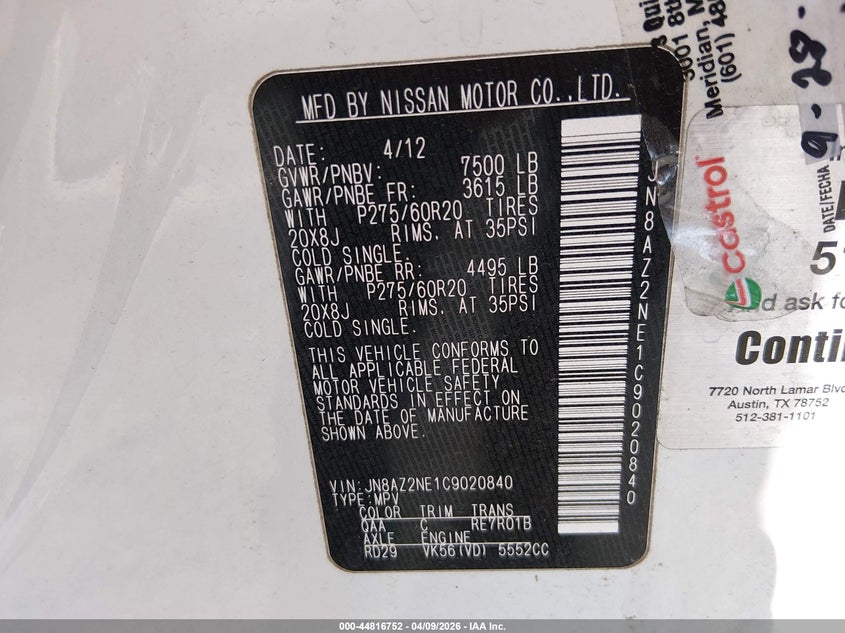 MFD BY NISSAN MOTOR CO.,LTD.
DATE: 4/12
GVWR/PNBV: 7500 LB
GAWR/PNBE FR: 3615 LB
WITH P275/60R20 TIRES
20X8J RIMS, AT 35PSI
COLD SINGLE.
GAWR/PNBE RR: 4495 LB
WITH P275/60R20 TIRES
20X8J RIMS, AT 35PSI
COLD SINGLE.
THIS VEHICLE CONFORMS TO
ALL APPLICABLE FEDERAL
MOTOR VEHICLE SAFETY
STANDARDS IN EFFECT ON
THE DATE OF MANUFACTURE
SHOWN ABOVE.
VIN:JN8AZ2NE1C9020840
TYPE:MPV
COLOR TRIM TRANS
QAA C RE7R01B
AXLE ENGINE
RD29 VK56(VD) 5552CC
JN8AZ2NE1C9020840
Meridian,
(601)
9-28-
DATE/FECHA
Castrol
ask
7720 North Lamar Blvd
Austin, TX 78752
512-381-1101
000-44816752 - 04/09/2026 - IAA Inc.